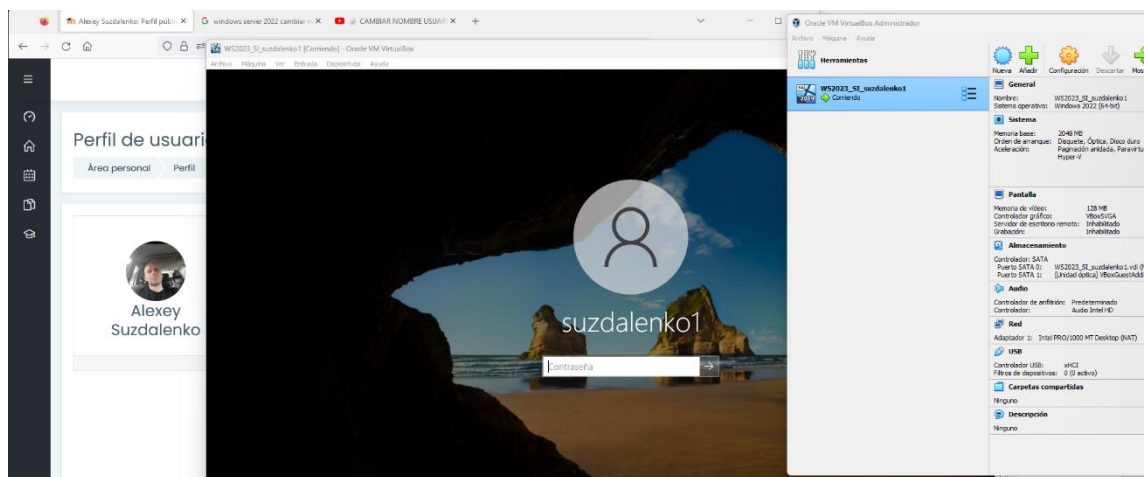 Alexey Suzdalenko: Perfil públic
windows server 2022 cambiar n
CAMBIAR NOMBRE USUAR
Perfil de usuari
Área personal
Perfil
Alexey
Suzdalenko
WS2023_SI_suzdalenko1 [Corriendo] - Oracle VM VirtualBox
Archivo Máquina Ver Entrada Dispositivos Ayuda
suzdalenko1
Contraseña
Oracle VM VirtualBox Administrador
Archivo Máquina Ayuda
Herramientas
WS2023_SI_suzdalenko1
Corriendo
Nueva Añadir Configuración Descartar Mos
General
Nombre: WS2023_SI_suzdalenko1
Sistema operativo: Windows 2022 (64-bit)
Sistema
Memoria base: 2048 MB
Orden de arranque: Disquete, Óptica, Disco duro
Aceleración: Paginación anidada, Paravirtu
Hyper-V
Pantalla
Memoria de vídeo: 128 MB
Controlador gráfico: VBoxSVGA
Servidor de escritorio remoto: Inhabilitado
Grabación: Inhabilitado
Almacenamiento
Controlador: SATA
Puerto SATA 0: WS2023_SI_suzdalenko1.vdi (N
Puerto SATA 1: [Unidad óptica] VBoxGuestAddi
Audio
Controlador de anfitrión: Predeterminado
Controlador: Audio Intel HD
Red
Adaptador 1: Intel PRO/1000 MT Desktop (NAT)
USB
Controlador USB: xHCI
Filtros de dispositivos: 0 (0 activo)
Carpetas compartidas
Ninguno
Descripción
Ninguno